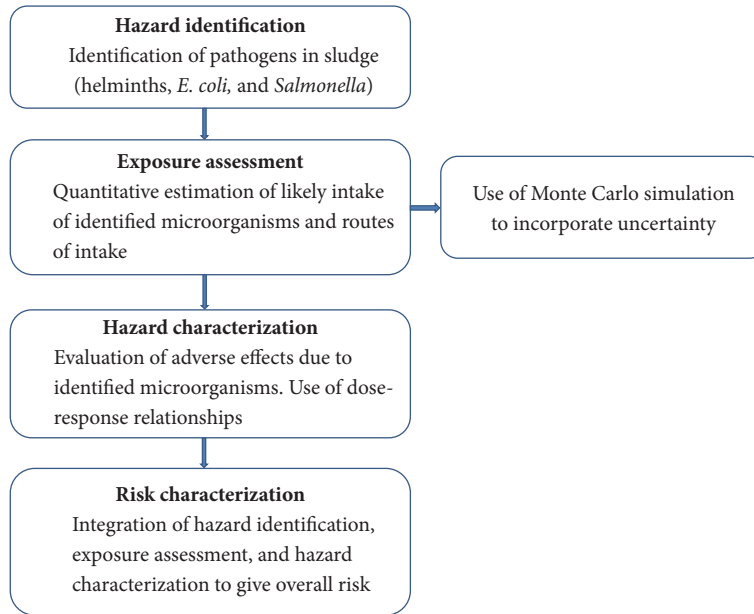 Hazard identification
Identification of pathogens in sludge
(helminths, E. coli, and Salmonella)
Exposure assessment
Quantitative estimation of likely intake
of identified microorganisms and routes
of intake
Use of Monte Carlo simulation
to incorporate uncertainty
Hazard characterization
Evaluation of adverse effects due to
identified microorganisms. Use of dose-
response relationships
Risk characterization
Integration of hazard identification,
exposure assessment, and hazard
characterization to give overall risk